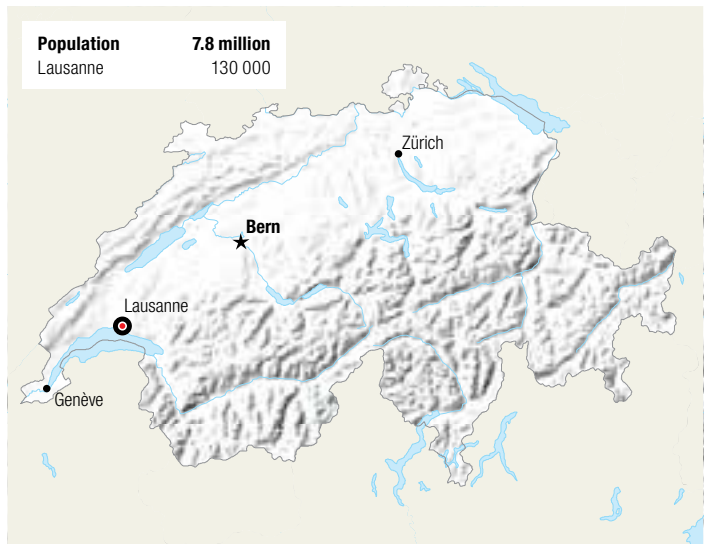 Population 7.8 million
Lausanne 130 000
Zürich
Bern
Lausanne
Genève